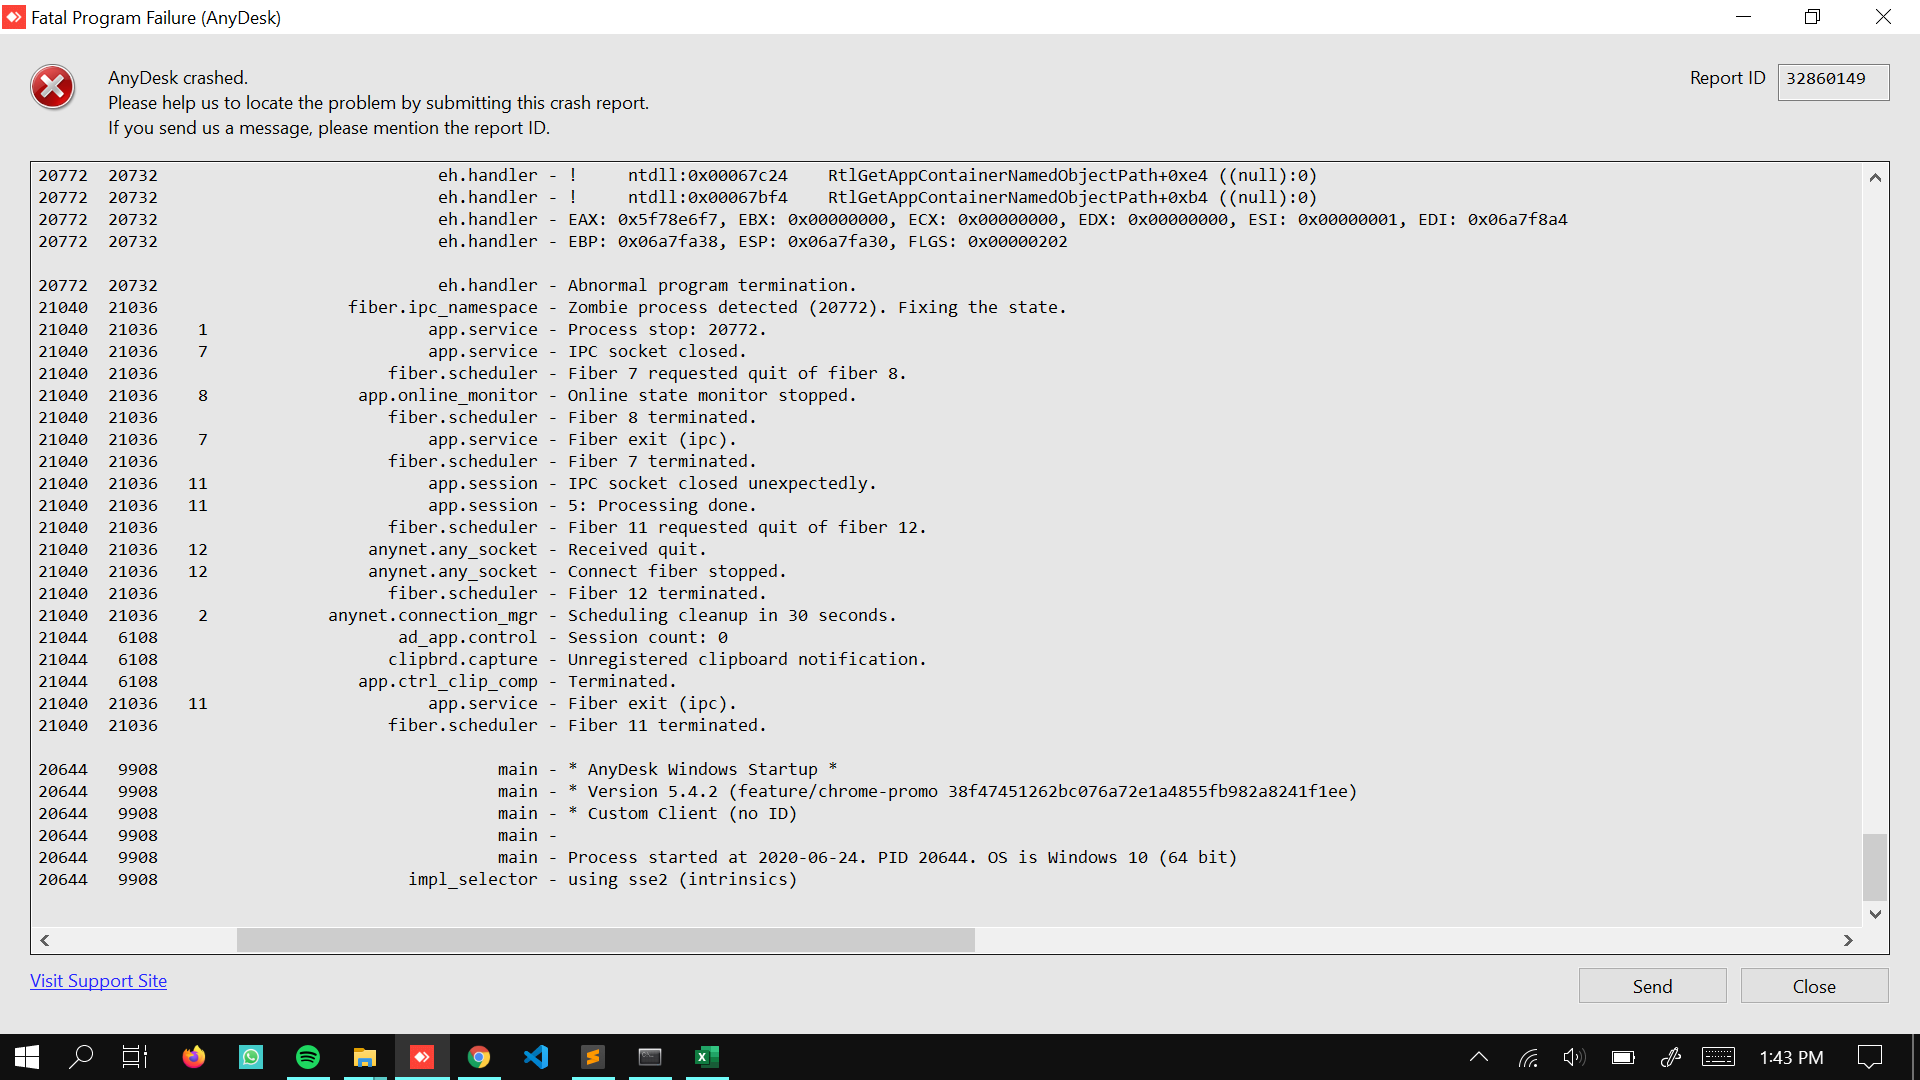 Fatal Program Failure (AnyDesk)
AnyDesk crashed.
Please help us to locate the problem by submitting this crash report.
If you send us a message, please mention the report ID.
Report ID 32860149
20772 20732 eh.handler - ! ntdll:0x00067c24 RtlGetAppContainerNamedObjectPath+0xe4 ((null):0)
20772 20732 eh.handler - ! ntdll:0x00067bf4 RtlGetAppContainerNamedObjectPath+0xb4 ((null):0)
20772 20732 eh.handler - EAX: 0x5f78e6f7, EBX: 0x00000000, ECX: 0x00000000, EDX: 0x00000000, ESI: 0x00000001, EDI: 0x06a7f8a4
20772 20732 eh.handler - EBP: 0x06a7fa38, ESP: 0x06a7fa30, FLGS: 0x00000202
20772 20732 eh.handler - Abnormal program termination.
21040 21036 fiber.ipc_namespace - Zombie process detected (20772). Fixing the state.
21040 21036 1 app.service - Process stop: 20772.
21040 21036 7 app.service - IPC socket closed.
21040 21036 fiber.scheduler - Fiber 7 requested quit of fiber 8.
21040 21036 8 app.online_monitor - Online state monitor stopped.
21040 21036 fiber.scheduler - Fiber 8 terminated.
21040 21036 7 app.service - Fiber exit (ipc).
21040 21036 fiber.scheduler - Fiber 7 terminated.
21040 21036 11 app.session - IPC socket closed unexpectedly.
21040 21036 11 app.session - 5: Processing done.
21040 21036 fiber.scheduler - Fiber 11 requested quit of fiber 12.
21040 21036 12 anynet.any_socket - Received quit.
21040 21036 12 anynet.any_socket - Connect fiber stopped.
21040 21036 fiber.scheduler - Fiber 12 terminated.
21040 21036 2 anynet.connection_mgr - Scheduling cleanup in 30 seconds.
21044 6108 ad_app.control - Session count: 0
21044 6108 clipbrd.capture - Unregistered clipboard notification.
21044 6108 app.ctrl_clip_comp - Terminated.
21040 21036 11 app.service - Fiber exit (ipc).
21040 21036 fiber.scheduler - Fiber 11 terminated.
20644 9908 main - * AnyDesk Windows Startup *
20644 9908 main - * Version 5.4.2 (feature/chrome-promo 38f47451262bc076a72e1a4855fb982a8241f1ee)
20644 9908 main - * Custom Client (no ID)
20644 9908 main -
20644 9908 main - Process started at 2020-06-24. PID 20644. OS is Windows 10 (64 bit)
20644 9908 impl_selector - using sse2 (intrinsics)
Visit Support Site
Send
Close
1:43 PM